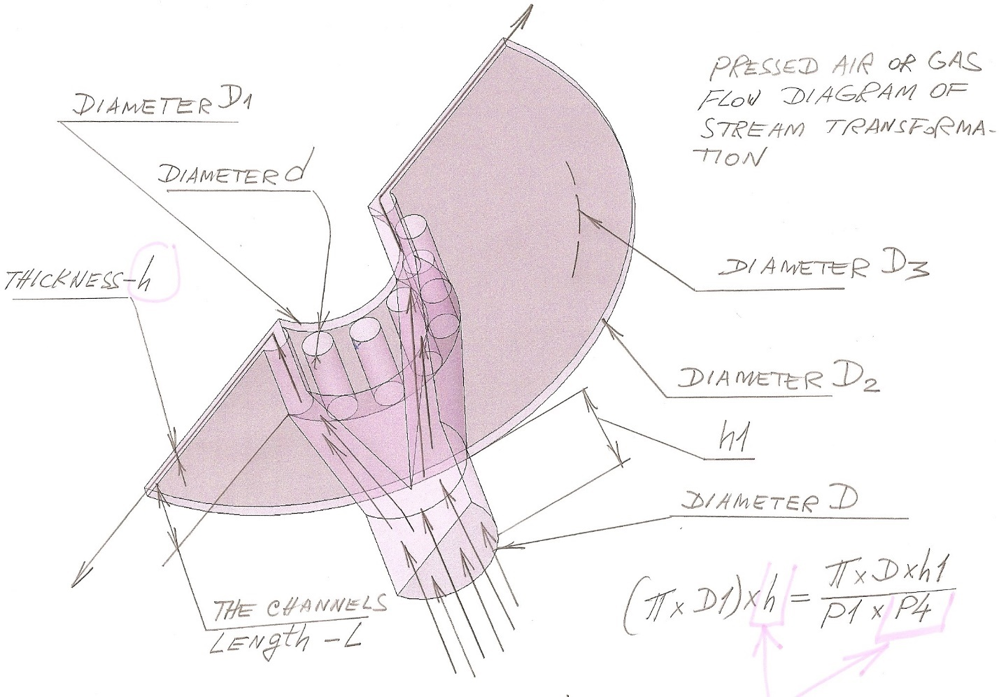 PRESSED AIR OR GAS
FLOW DIAGRAM OF
STREAM TRANSFORMA-
TION
DIAMETER D1
DIAMETER d
THICKNESS-h
DIAMETER D3
DIAMETER D2
h1
DIAMETER D
THE CHANNELS
LENgth - L
(π x D1) x h = π x D x h1 / P1 x P4